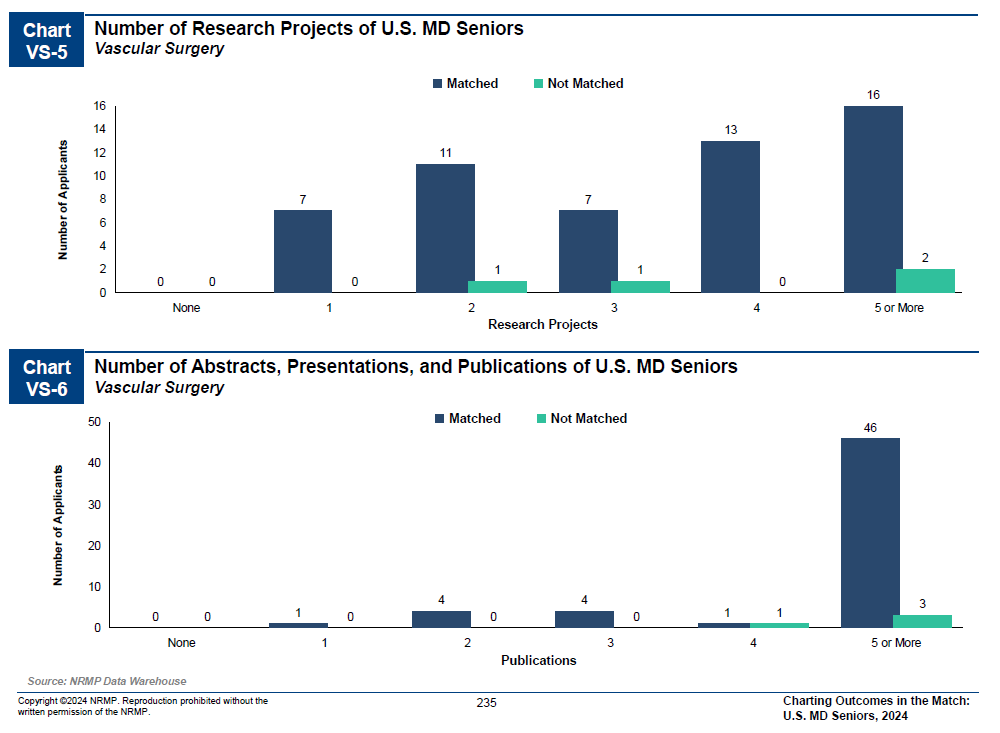 Chart
VS-5
Number of Research Projects of U.S. MD Seniors
Vascular Surgery
Matched
Not Matched
Number of Applicants
16
14
12
10
8
6
4
2
0
0
0
7
0
11
1
7
1
13
0
16
2
None
1
2
3
4
5 or More
Research Projects
Chart
VS-6
Number of Abstracts, Presentations, and Publications of U.S. MD Seniors
Vascular Surgery
Matched
Not Matched
Number of Applicants
50
40
30
20
10
0
0
0
1
0
4
0
4
0
1
1
46
3
None
1
2
3
4
5 or More
Publications
Source: NRMP Data Warehouse
Copyright ©2024 NRMP. Reproduction prohibited without the
written permission of the NRMP.
235
Charting Outcomes in the Match:
U.S. MD Seniors, 2024